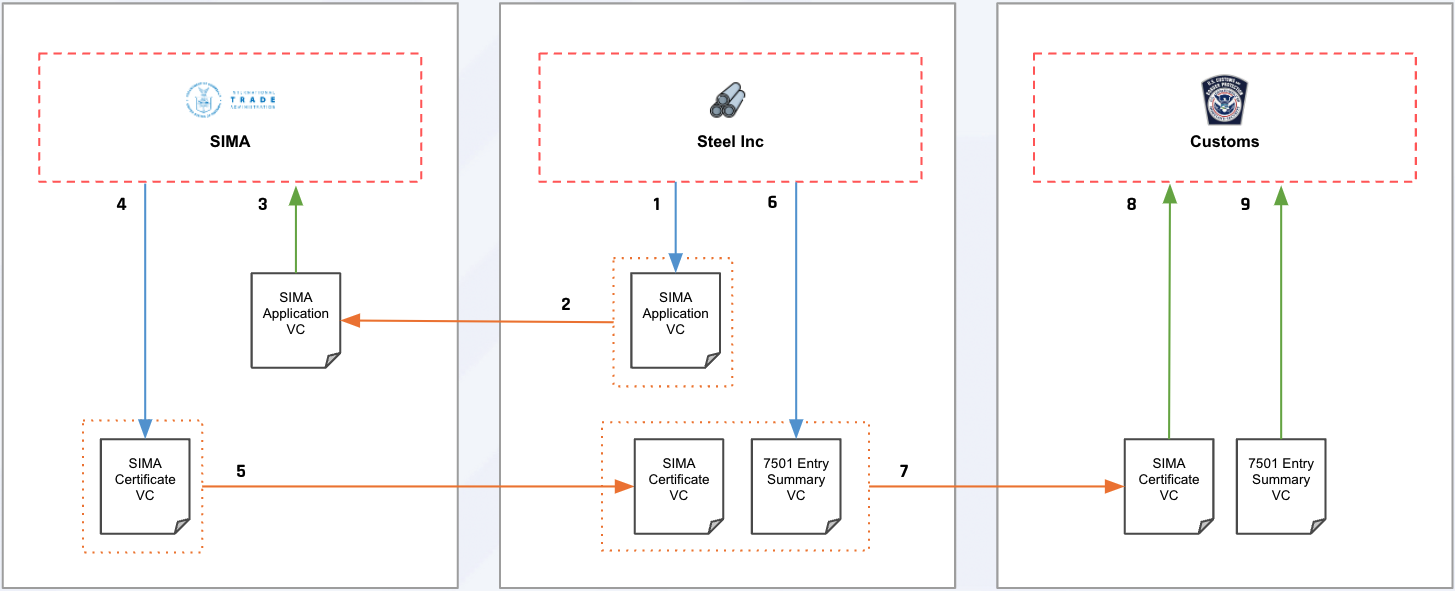 INTERNATIONAL
TRADE
ADMINISTRATION
SIMA
Steel Inc
U.S. CUSTOMS AND
BORDER PROTECTION
Customs
4
3
1
6
8
9
SIMA
Application
VC
2
SIMA
Application
VC
SIMA
Certificate
VC
5
SIMA
Certificate
VC
7501 Entry
Summary
VC
7
SIMA
Certificate
VC
7501 Entry
Summary
VC